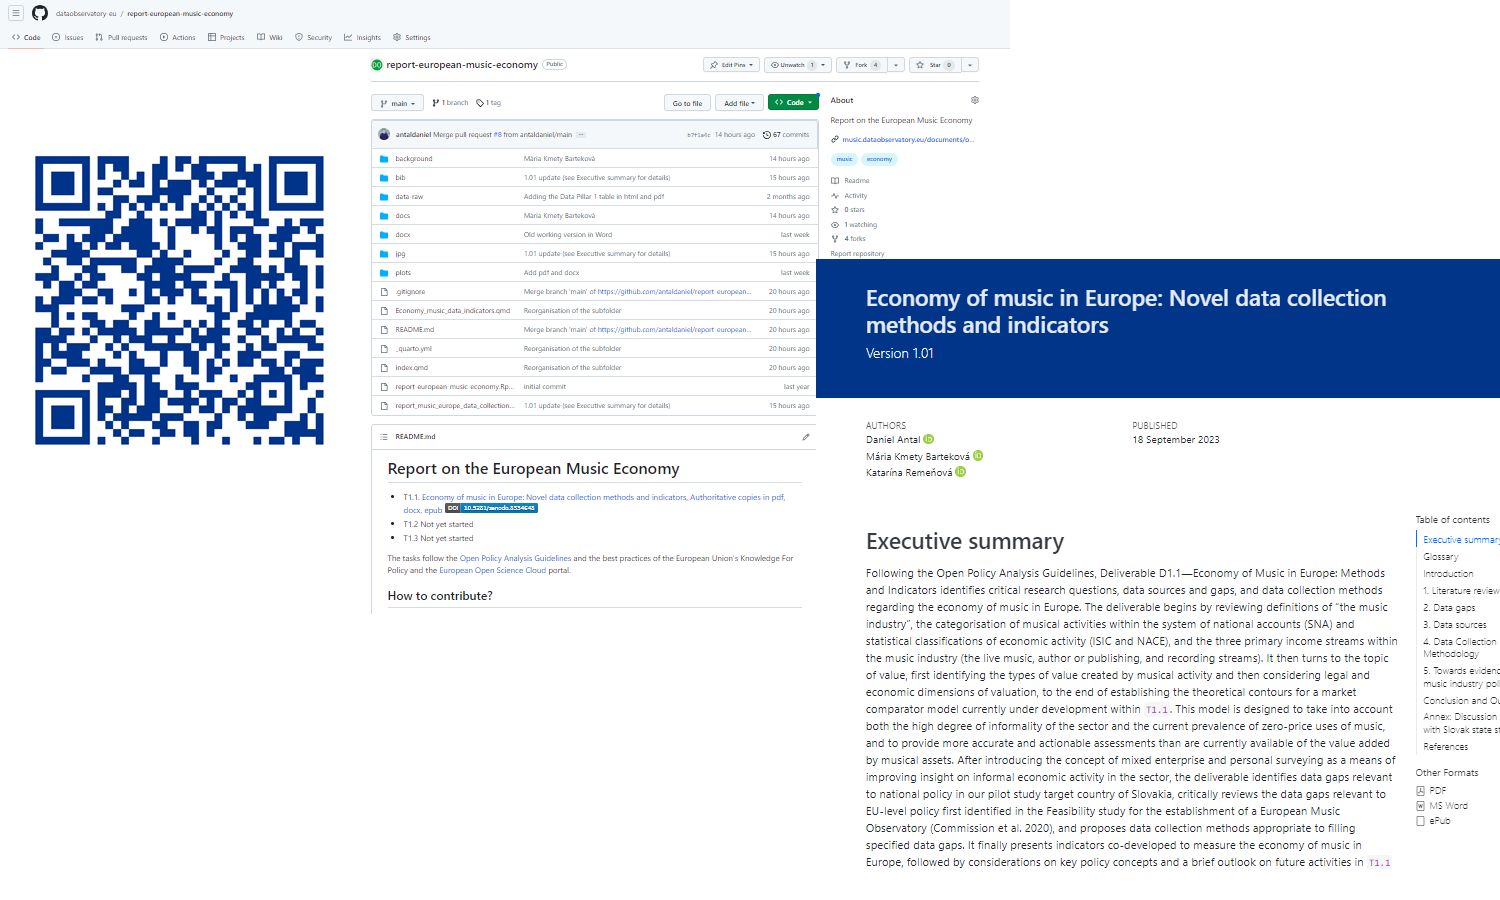 dataobservatory-eu / report-european-music-economy
Code Issues Pull requests Actions Projects Wiki Security Insights Settings
report-european-music-economy Public
Edit Pins Unwatch 1 Fork 4 Star 0
main 1 branch 1 tag Go to file Add file Code
antaldaniel Merge pull request #8 from antaldaniel/main 14 hours ago 67 commits
background Mária Kmety Barteková 14 hours ago
bib 1.01 update (see Executive summary for details) 15 hours ago
data-raw Adding the Data Pillar 1 table in html and pdf 2 months ago
docs Mária Kmety Barteková 14 hours ago
docx Old working version in Word last week
jpg 1.01 update (see Executive summary for details) 15 hours ago
plots Add pdf and docx last week
.gitignore Merge branch 'main' of https://github.com/antaldaniel/report-european-... 20 hours ago
Economy_music_data_indicators.qmd Reorganisation of the subfolder 20 hours ago
README.md Merge branch 'main' of https://github.com/antaldaniel/report-european-... 20 hours ago
_quarto.yml Reorganisation of the subfolder 20 hours ago
index.qmd Reorganisation of the subfolder 20 hours ago
report-european-music-economy.Rp... initial commit last year
report_music_europe_data_collection... 1.01 update (see Executive summary for details) 15 hours ago
About
Report on the European Music Economy
music.dataobservatory.eu/documents/o...
music economy
Readme
Activity
0 stars
1 watching
4 forks
Report repository
README.md
Report on the European Music Economy
T1.1. Economy of music in Europe: Novel data collection methods and indicators, Authoritative copies in pdf,
docx, epub DOI 10.5281/zenodo.8334648
T1.2 Not yet started
T1.3 Not yet started
The tasks follow the Open Policy Analysis Guidelines and the best practices of the European Union's Knowledge For
Policy and the European Open Science Cloud portal.
How to contribute?
Economy of music in Europe: Novel data collection
methods and indicators
Version 1.01
AUTHORS
Daniel Antal
Mária Kmety Barteková
Katarína Remeňová
PUBLISHED
18 September 2023
Executive summary
Following the Open Policy Analysis Guidelines, Deliverable D1.1—Economy of Music in Europe: Methods
and Indicators identifies critical research questions, data sources and gaps, and data collection methods
regarding the economy of music in Europe. The deliverable begins by reviewing definitions of “the music
industry”, the categorisation of musical activities within the system of national accounts (SNA) and
statistical classifications of economic activity (ISIC and NACE), and the three primary income streams within
the music industry (the live music, author or publishing, and recording streams). It then turns to the topic
of value, first identifying the types of value created by musical activity and then considering legal and
economic dimensions of valuation, to the end of establishing the theoretical contours for a market
comparator model currently under development within T1.1. This model is designed to take into account
both the high degree of informality of the sector and the current prevalence of zero-price uses of music,
and to provide more accurate and actionable assessments than are currently available of the value added
by musical assets. After introducing the concept of mixed enterprise and personal surveying as a means of
improving insight on informal economic activity in the sector, the deliverable identifies data gaps relevant
to national policy in our pilot study target country of Slovakia, critically reviews the data gaps relevant to
EU-level policy first identified in the Feasibility study for the establishment of a European Music
Observatory (Commission et al. 2020), and proposes data collection methods appropriate to filling
specified data gaps. It finally presents indicators co-developed to measure the economy of music in
Europe, followed by considerations on key policy concepts and a brief outlook on future activities in T1.1
Table of contents
Executive summary
Glossary
Introduction
1. Literature review
2. Data gaps
3. Data sources
4. Data Collection
Methodology
5. Towards evidenc
music industry poli
Conclusion and Ou
Annex: Discussion
with Slovak state st
References
Other Formats
PDF
MS Word
ePub